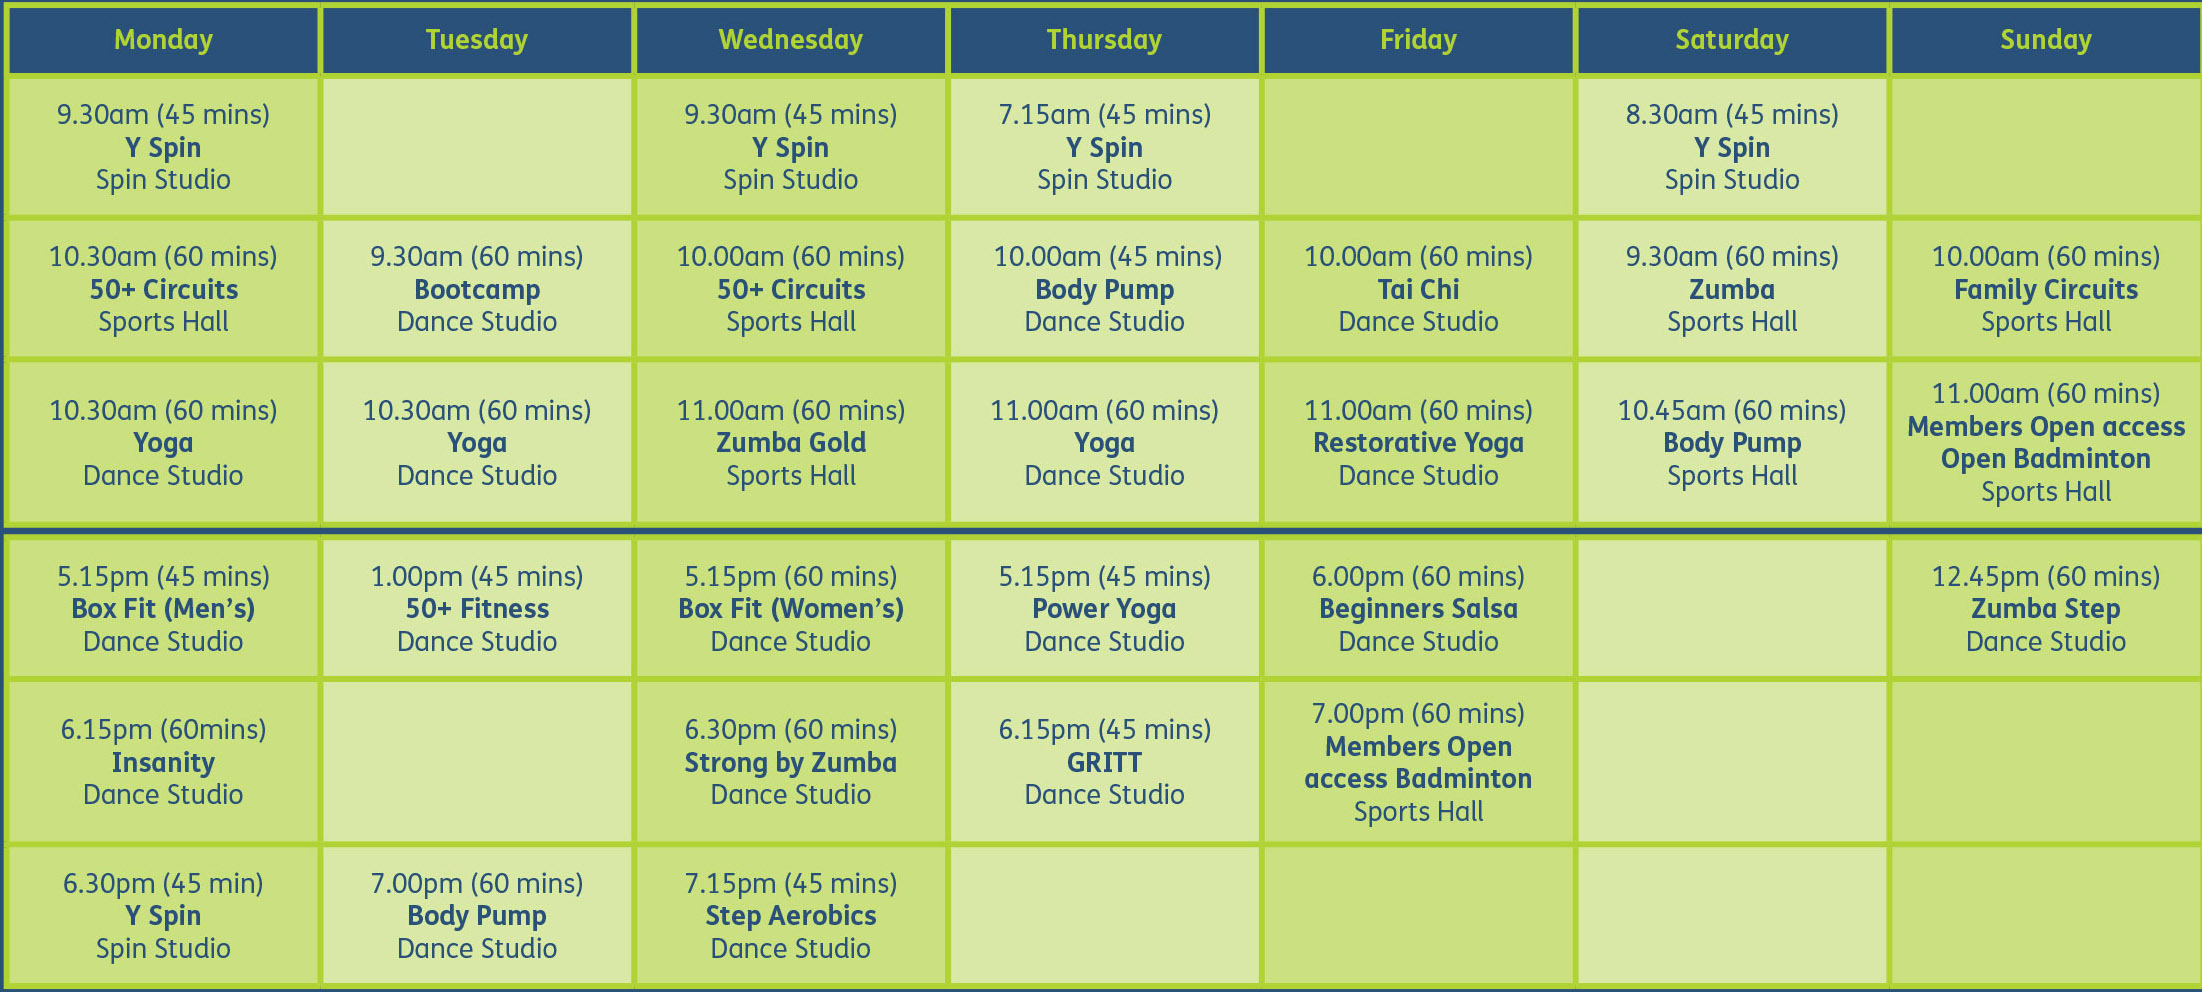 Monday Tuesday Wednesday Thursday Friday Saturday Sunday
9.30am (45 mins)
Y Spin
Spin Studio
9.30am (45 mins)
Y Spin
Spin Studio
7.15am (45 mins)
Y Spin
Spin Studio
8.30am (45 mins)
Y Spin
Spin Studio
10.30am (60 mins)
50+ Circuits
Sports Hall
9.30am (60 mins)
Bootcamp
Dance Studio
10.00am (60 mins)
50+ Circuits
Sports Hall
10.00am (45 mins)
Body Pump
Dance Studio
10.00am (60 mins)
Tai Chi
Dance Studio
9.30am (60 mins)
Zumba
Sports Hall
10.00am (60 mins)
Family Circuits
Sports Hall
10.30am (60 mins)
Yoga
Dance Studio
10.30am (60 mins)
Yoga
Dance Studio
11.00am (60 mins)
Zumba Gold
Sports Hall
11.00am (60 mins)
Yoga
Dance Studio
11.00am (60 mins)
Restorative Yoga
Dance Studio
10.45am (60 mins)
Body Pump
Sports Hall
11.00am (60 mins)
Members Open access
Open Badminton
Sports Hall
5.15pm (45 mins)
Box Fit (Men’s)
Dance Studio
1.00pm (45 mins)
50+ Fitness
Dance Studio
5.15pm (60 mins)
Box Fit (Women’s)
Dance Studio
5.15pm (45 mins)
Power Yoga
Dance Studio
6.00pm (60 mins)
Beginners Salsa
Dance Studio
12.45pm (60 mins)
Zumba Step
Dance Studio
6.15pm (60mins)
Insanity
Dance Studio
6.30pm (60 mins)
Strong by Zumba
Dance Studio
6.15pm (45 mins)
GRITT
Dance Studio
7.00pm (60 mins)
Members Open
access Badminton
Sports Hall
6.30pm (45 min)
Y Spin
Spin Studio
7.00pm (60 mins)
Body Pump
Dance Studio
7.15pm (45 mins)
Step Aerobics
Dance Studio